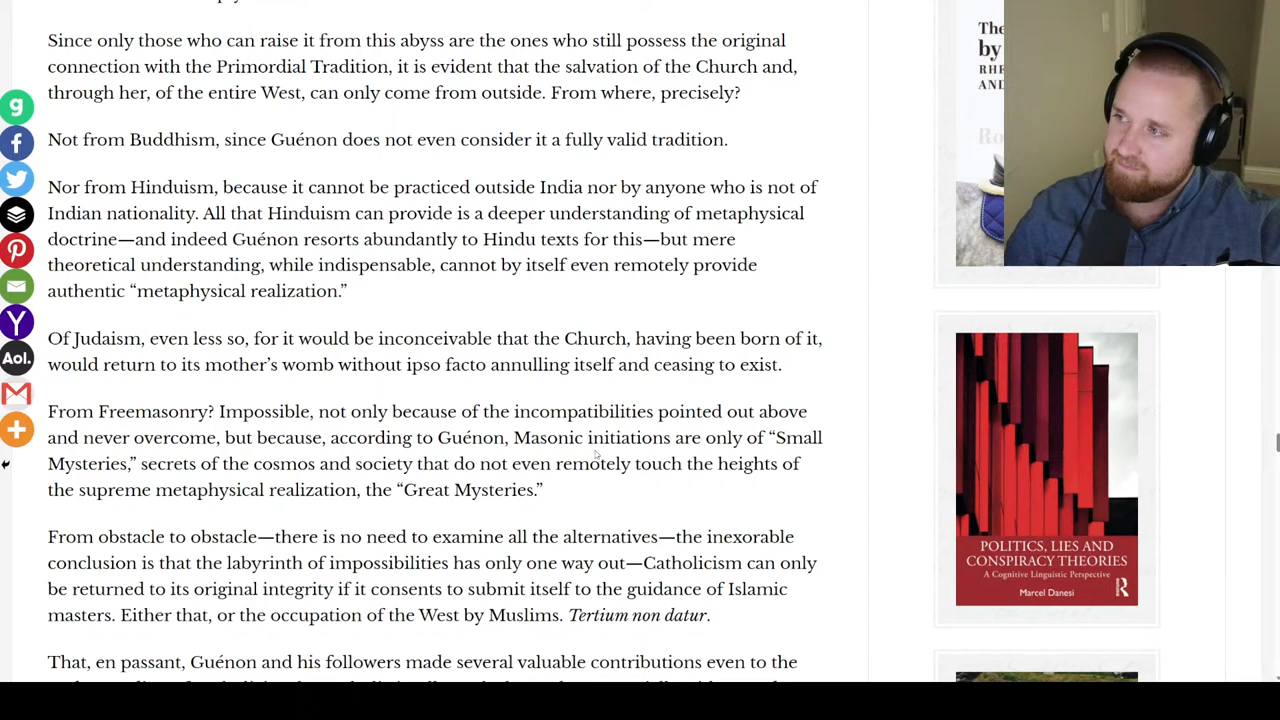 Since only those who can raise it from this abyss are the ones who still possess the original
connection with the Primordial Tradition, it is evident that the salvation of the Church and,
through her, of the entire West, can only come from outside. From where, precisely?
Not from Buddhism, since Guénon does not even consider it a fully valid tradition.
Nor from Hinduism, because it cannot be practiced outside India nor by anyone who is not of
Indian nationality. All that Hinduism can provide is a deeper understanding of metaphysical
doctrine—and indeed Guénon resorts abundantly to Hindu texts for this—but mere
theoretical understanding, while indispensable, cannot by itself even remotely provide
authentic “metaphysical realization.”
Of Judaism, even less so, for it would be inconceivable that the Church, having been born of it,
would return to its mother’s womb without ipso facto annulling itself and ceasing to exist.
From Freemasonry? Impossible, not only because of the incompatibilities pointed out above
and never overcome, but because, according to Guénon, Masonic initiations are only of “Small
Mysteries,” secrets of the cosmos and society that do not even remotely touch the heights of
the supreme metaphysical realization, the “Great Mysteries.”
From obstacle to obstacle—there is no need to examine all the alternatives—the inexorable
conclusion is that the labyrinth of impossibilities has only one way out—Catholicism can only
be returned to its original integrity if it consents to submit itself to the guidance of Islamic
masters. Either that, or the occupation of the West by Muslims. Tertium non datur.
That, en passant, Guénon and his followers made several valuable contributions even to the
g
Y
Aol.
The
by
RHE
AND
Ro
POLITICS, LIES AND
CONSPIRACY THEORIES
A Cognitive Linguistic Perspective
Marcel Danesi
R